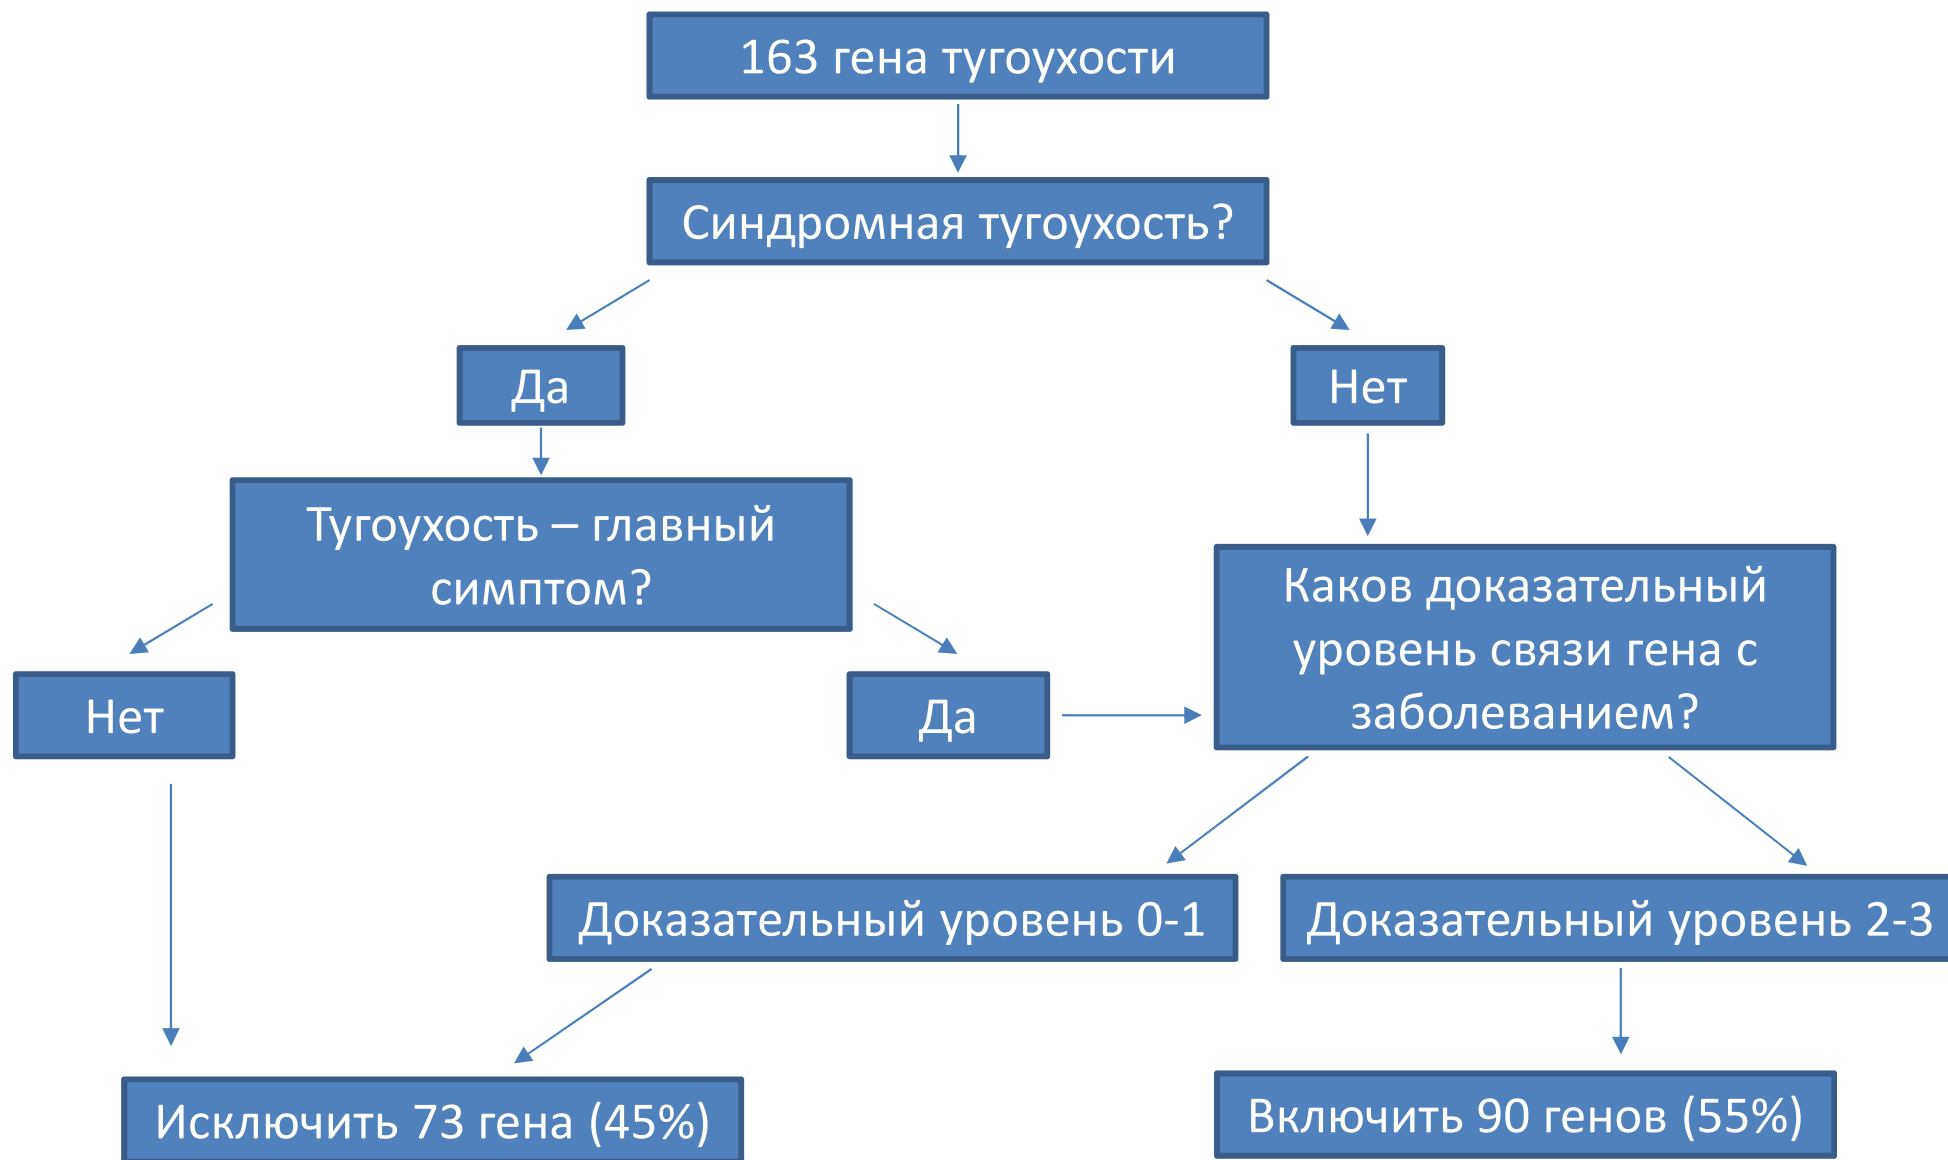 163 гена тугоухости
Синдромная тугоухость?
Да
Нет
Тугоухость – главный
симптом?
Каков доказательный
уровень связи гена с
заболеванием?
Нет
Да
Доказательный уровень 0-1
Доказательный уровень 2-3
Исключить 73 гена (45%)
Включить 90 генов (55%)